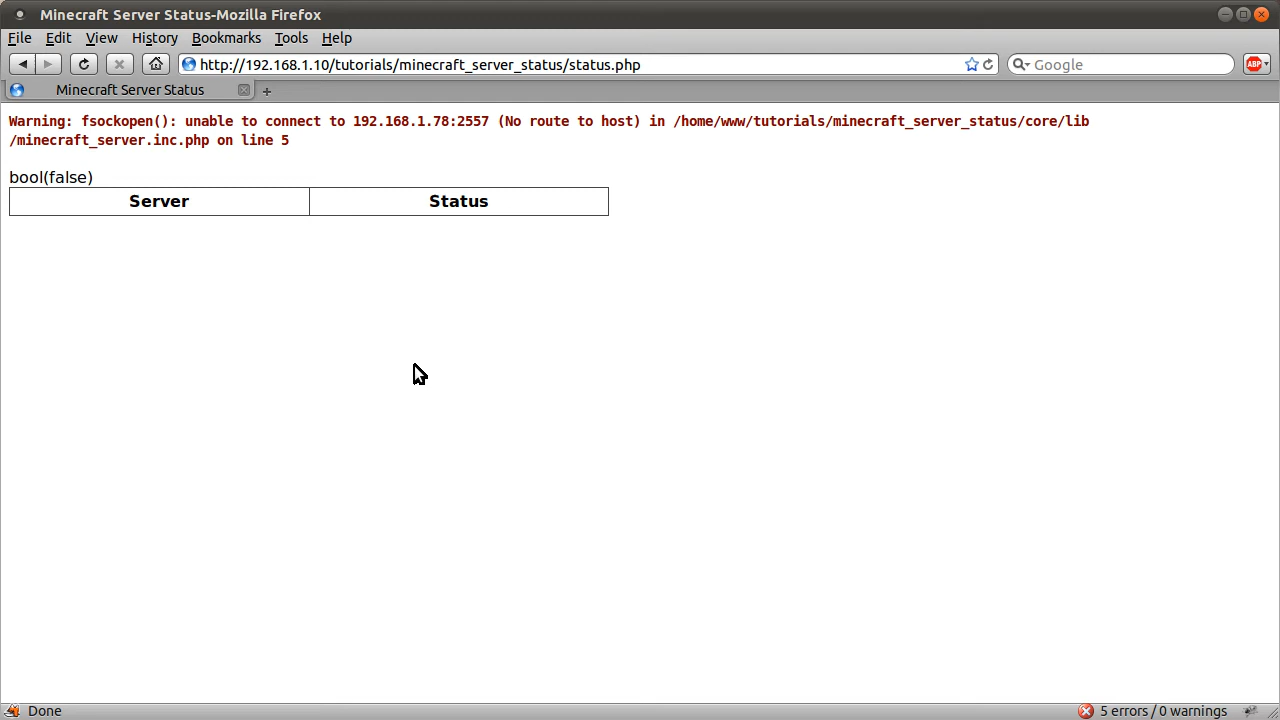 Minecraft Server Status-Mozilla Firefox
File Edit View History Bookmarks Tools Help
http://192.168.1.10/tutorials/minecraft_server_status/status.php
Google
ABP
Minecraft Server Status
Warning: fsockopen(): unable to connect to 192.168.1.78:2557 (No route to host) in /home/www/tutorials/minecraft_server_status/core/lib
/minecraft_server.inc.php on line 5
bool(false)
Server Status
Done
5 errors / 0 warnings